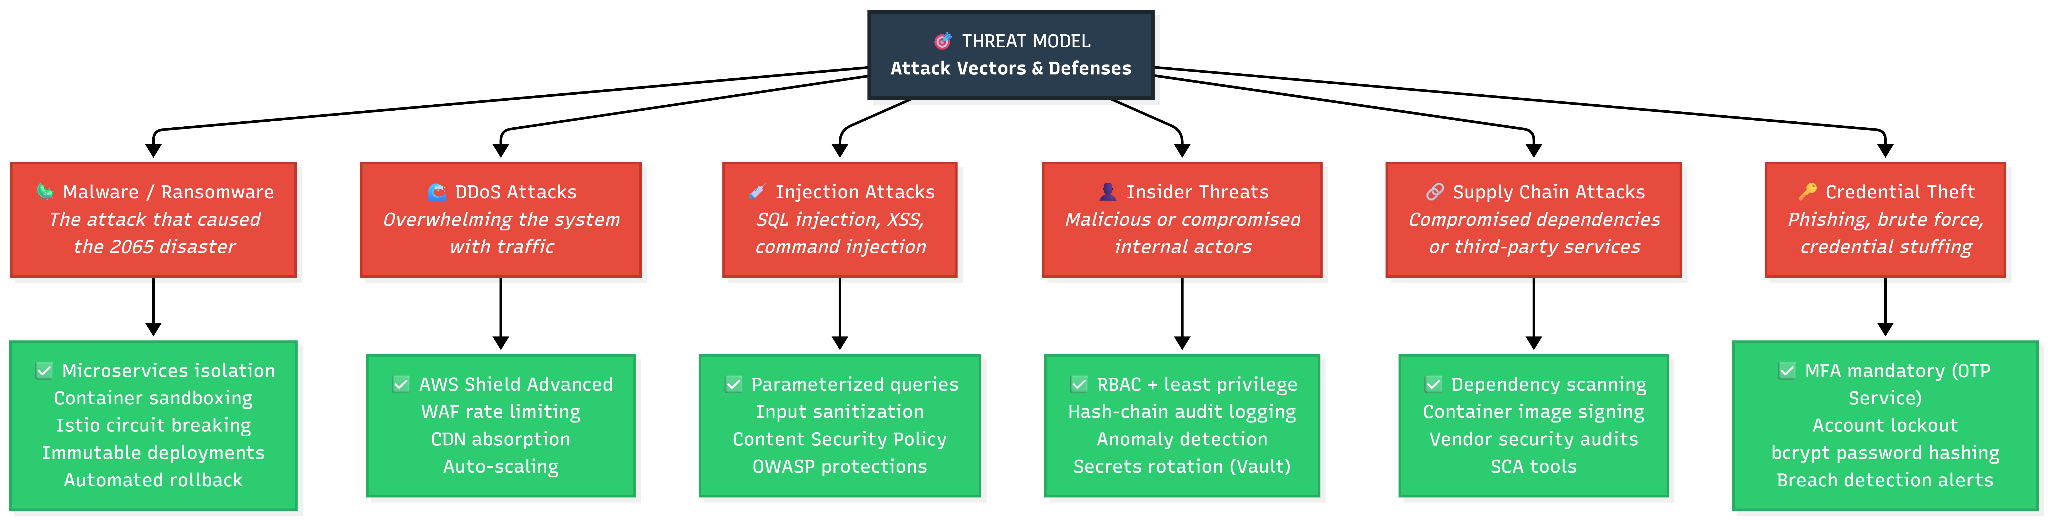 🎯 THREAT MODEL
Attack Vectors & Defenses
🦠 Malware / Ransomware
The attack that caused
the 2065 disaster
🌊 DDoS Attacks
Overwhelming the system
with traffic
💉 Injection Attacks
SQL injection, XSS,
command injection
👤 Insider Threats
Malicious or compromised
internal actors
🔗 Supply Chain Attacks
Compromised dependencies
or third-party services
🔑 Credential Theft
Phishing, brute force,
credential stuffing
✅ Microservices isolation
Container sandboxing
Istio circuit breaking
Immutable deployments
Automated rollback
✅ AWS Shield Advanced
WAF rate limiting
CDN absorption
Auto-scaling
✅ Parameterized queries
Input sanitization
Content Security Policy
OWASP protections
✅ RBAC + least privilege
Hash-chain audit logging
Anomaly detection
Secrets rotation (Vault)
✅ Dependency scanning
Container image signing
Vendor security audits
SCA tools
✅ MFA mandatory (OTP
Service)
Account lockout
bcrypt password hashing
Breach detection alerts